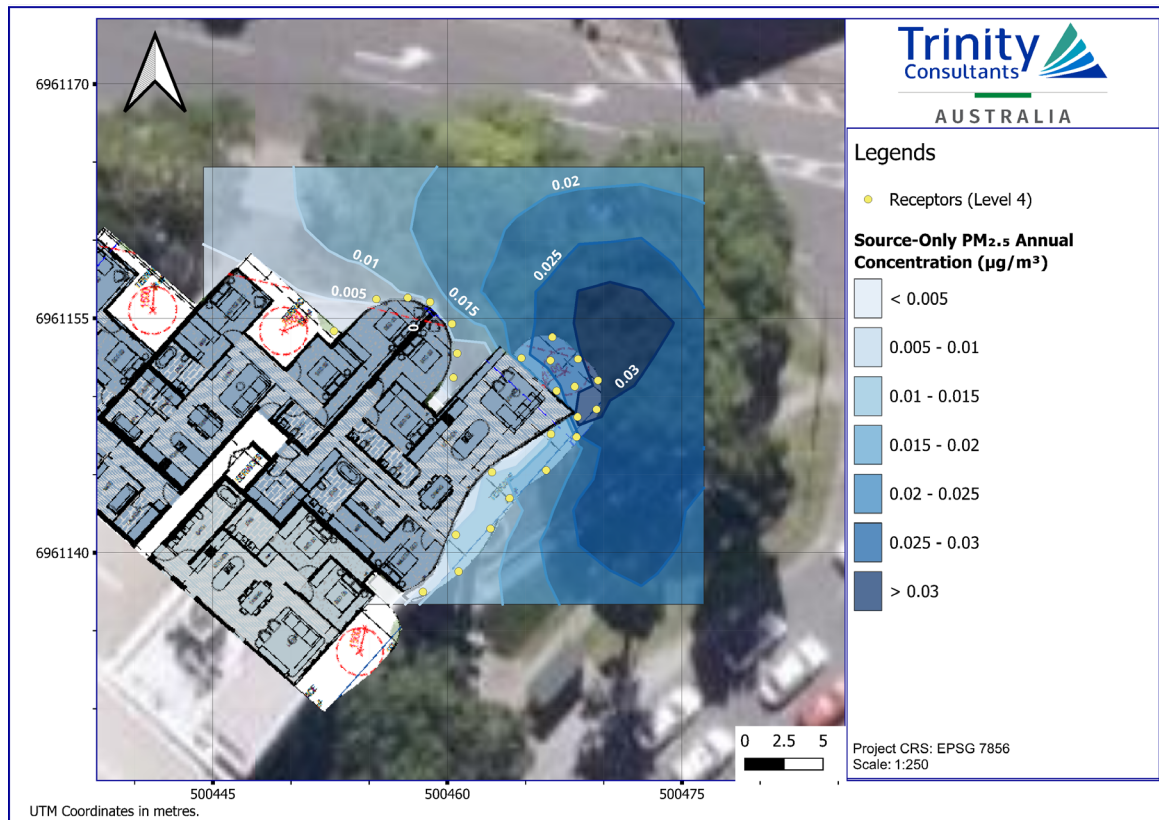 Trinity
Consultants
AUSTRALIA
Legends
Receptors (Level 4)
Source-Only PM₂.₅ Annual
Concentration (µg/m³)
< 0.005
0.005 - 0.01
0.01 - 0.015
0.015 - 0.02
0.02 - 0.025
0.025 - 0.03
> 0.03
Project CRS: EPSG 7856
Scale: 1:250
6961170
6961155
6961140
0.02
0.025
0.01
0.015
0.005
0.03
0 2.5 5
500445 500460 500475
UTM Coordinates in metres.